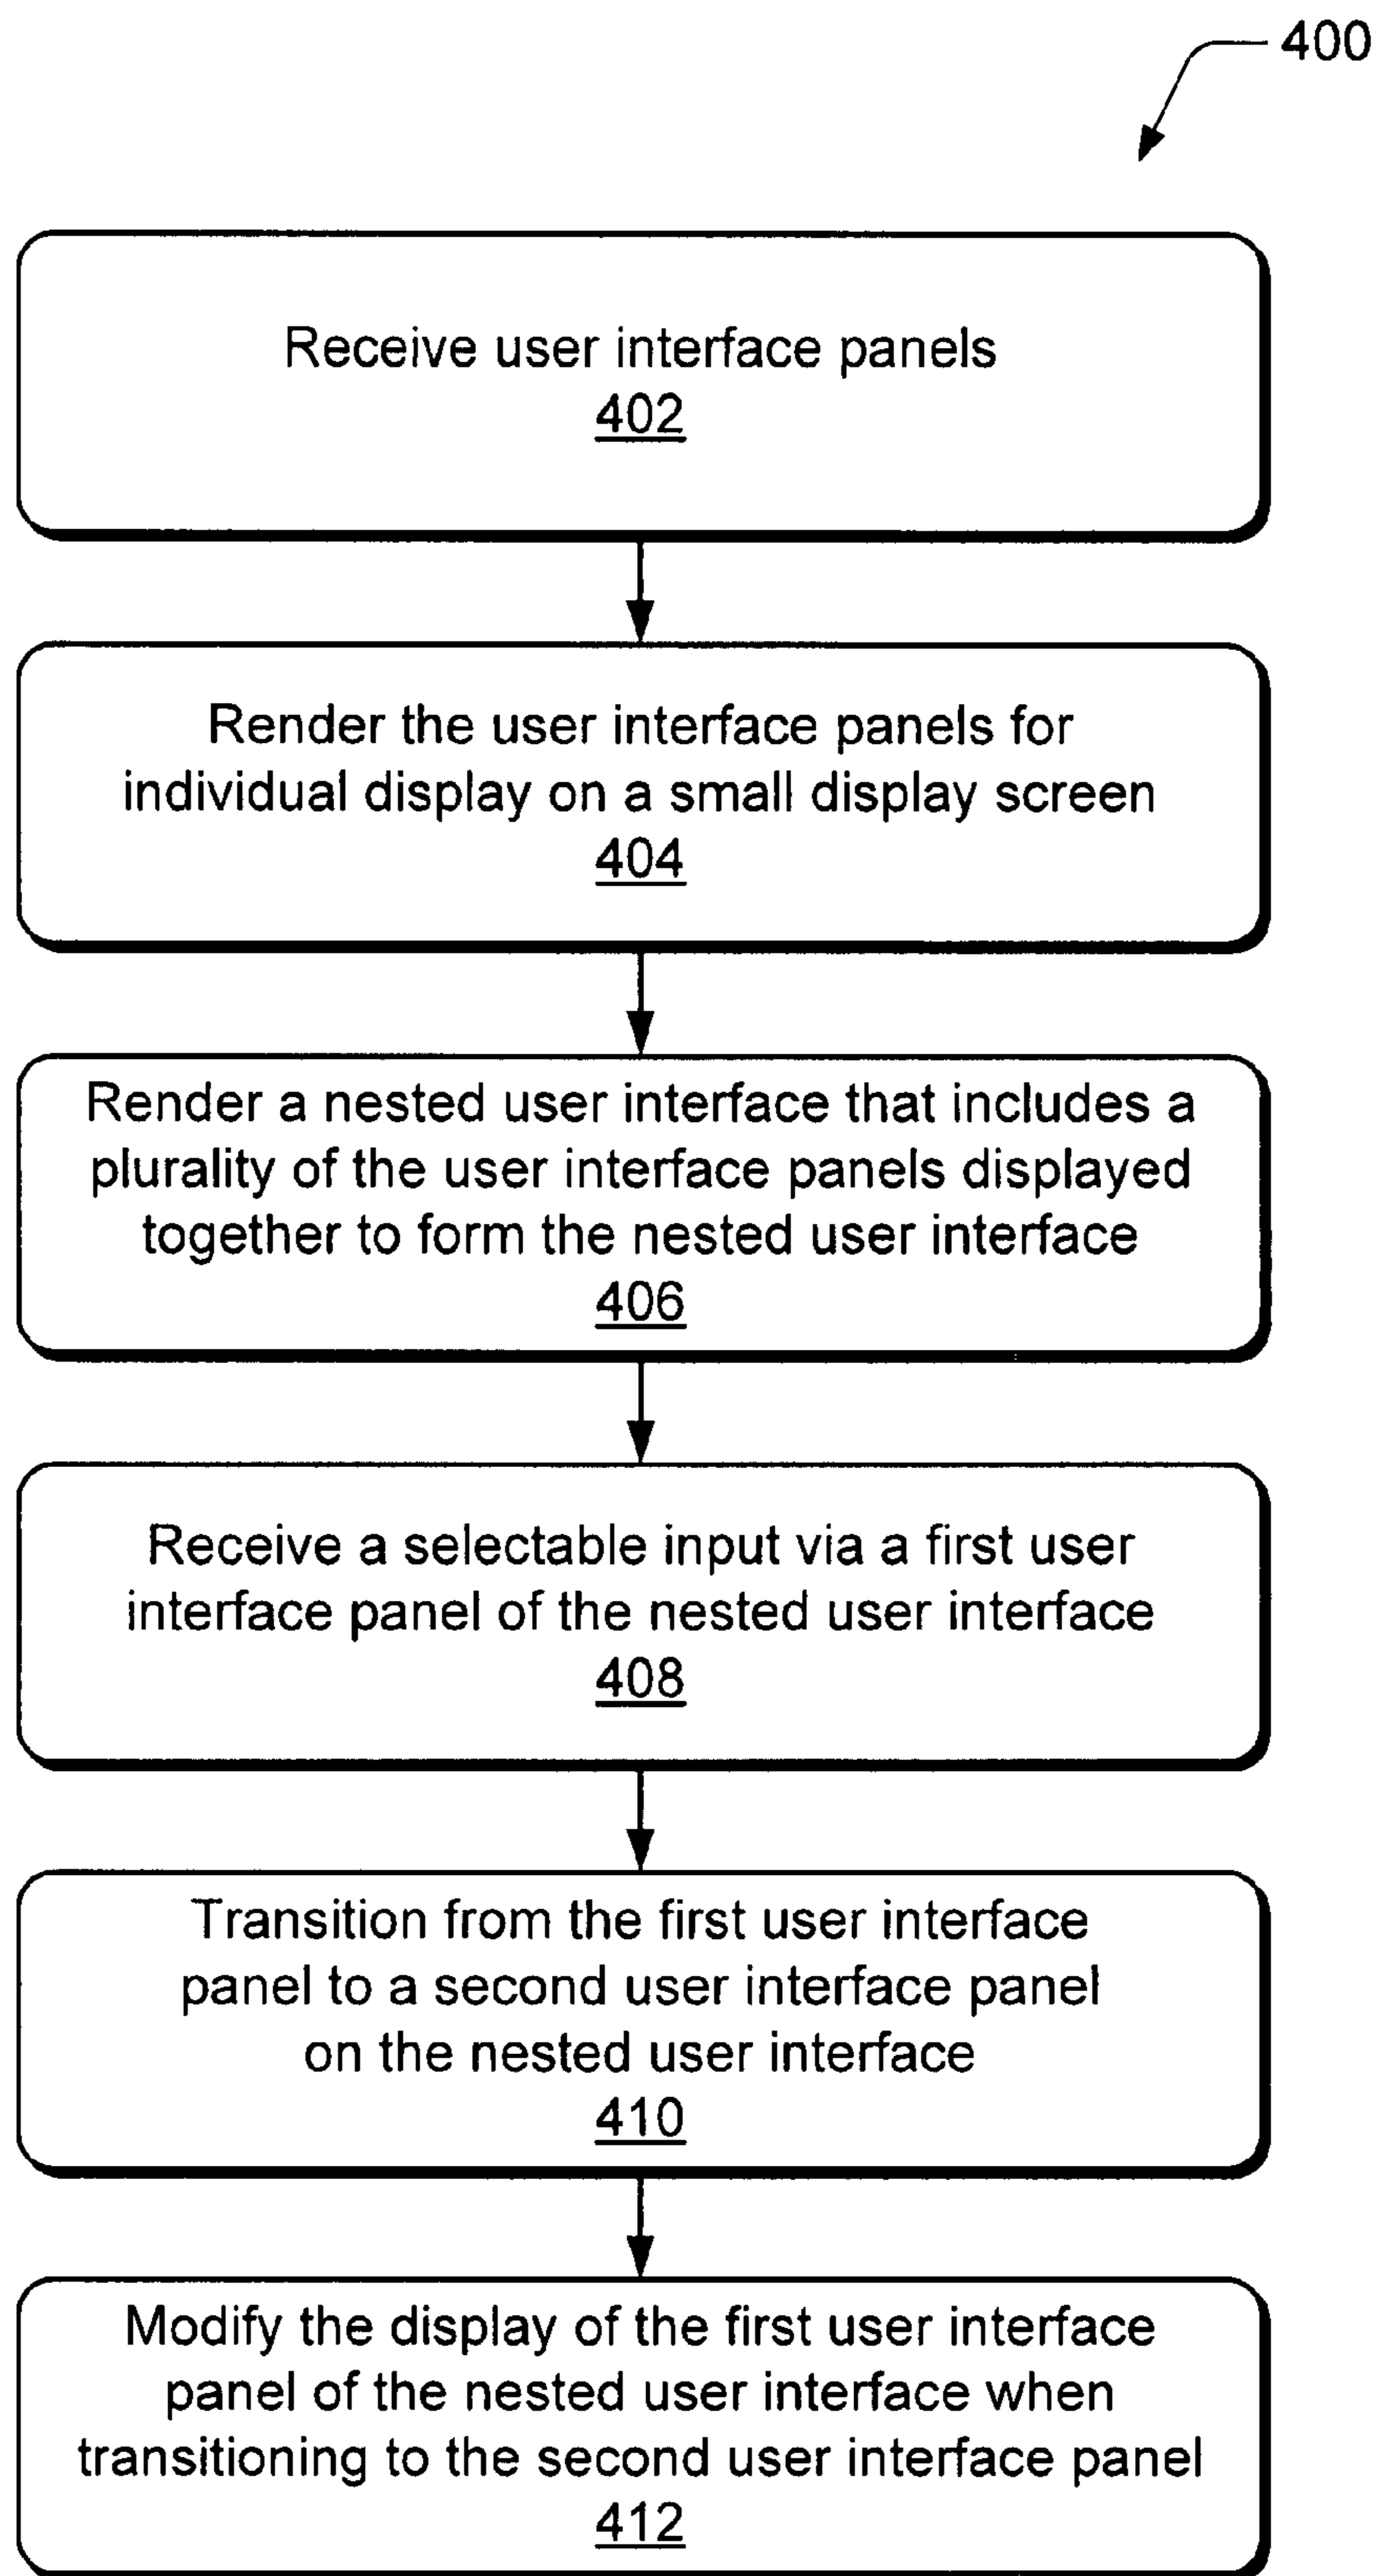 400
Receive user interface panels
402
Render the user interface panels for
individual display on a small display screen
404
Render a nested user interface that includes a
plurality of the user interface panels displayed
together to form the nested user interface
406
Receive a selectable input via a first user
interface panel of the nested user interface
408
Transition from the first user interface
panel to a second user interface panel
on the nested user interface
410
Modify the display of the first user interface
panel of the nested user interface when
transitioning to the second user interface panel
412